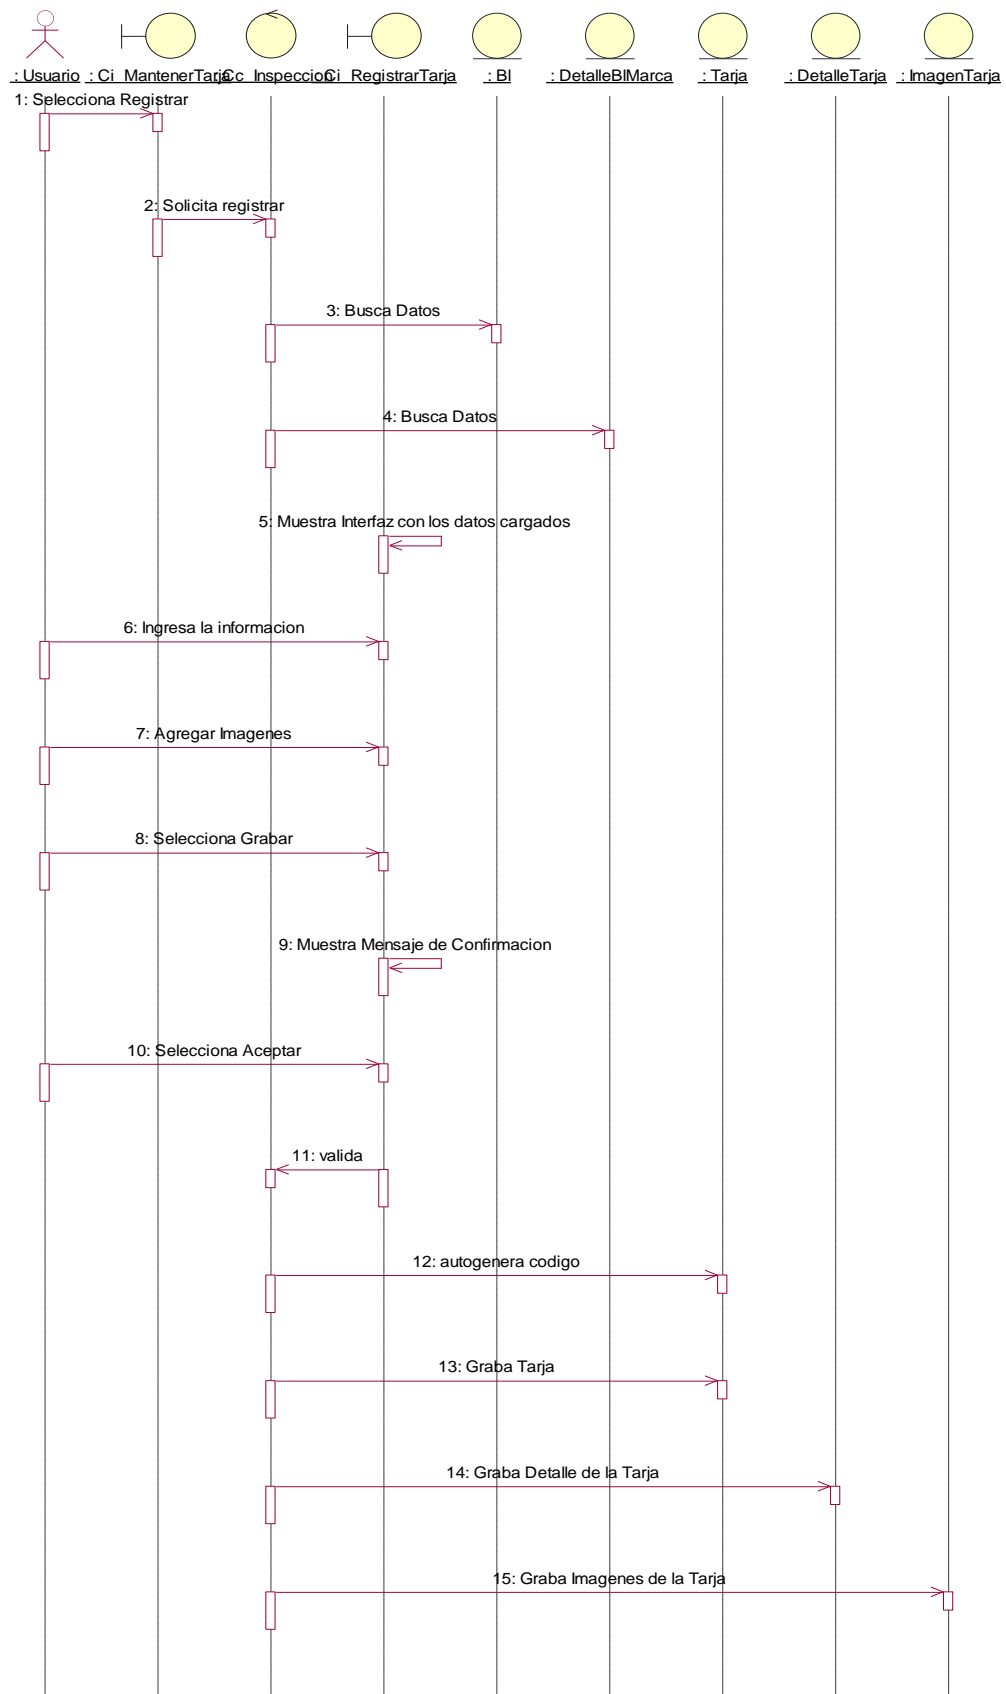 : Usuario
: Ci_MantenerTarja
: Cc_Inspeccion
: Ci_RegistrarTarja
: Bl
: DetalleBlMarca
: Tarja
: DetalleTarja
: ImagenTarja
1: Selecciona Registrar
2: Solicita registrar
3: Busca Datos
4: Busca Datos
5: Muestra Interfaz con los datos cargados
6: Ingresa la informacion
7: Agregar Imagenes
8: Selecciona Grabar
9: Muestra Mensaje de Confirmacion
10: Selecciona Aceptar
11: valida
12: autogenera codigo
13: Graba Tarja
14: Graba Detalle de la Tarja
15: Graba Imagenes de la Tarja